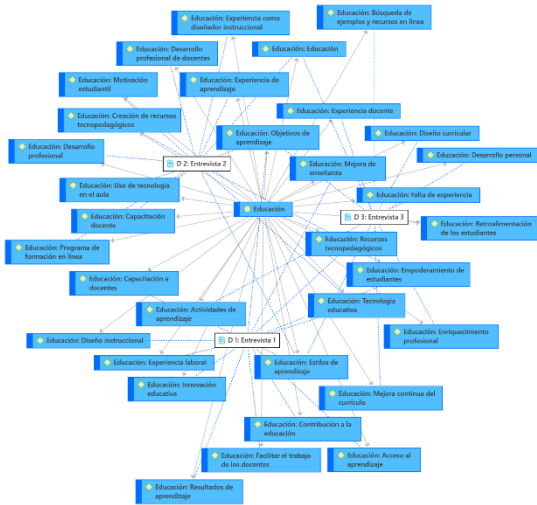 Educación: Experiencia como
diseñador instruccional
Educación: Búsqueda de
ejemplos y recursos en línea
Educación: Desarrollo
profesional de docentes
Educación: Educación
Educación: Motivación
estudiantil
Educación: Experiencia de
aprendizaje
Educación: Creación de recursos
tecnopedagógicos
Educación: Experiencia docente
Educación: Objetivos de
aprendizaje
Educación: Diseño curricular
Educación: Desarrollo
profesional
D 2: Entrevista 2
Educación: Mejora de
enseñanza
Educación: Desarrollo personal
Educación: Uso de tecnología
en el aula
Educación: Falta de experiencia
Educación
Educación: Capacitación
docente
D 3: Entrevista 3
Educación: Retroalimentación
de los estudiantes
Educación: Programa de
formación en línea
Educación: Recursos
tecnopedagógicos
Educación: Empoderamiento de
estudiantes
Educación: Capacitación a
docentes
Educación: Actividades de
aprendizaje
Educación: Tecnología
educativa
Educación: Enriquecimiento
profesional
Educación: Diseño instruccional
D 1: Entrevista 1
Educación: Experiencia laboral
Educación: Estilos de
aprendizaje
Educación: Innovación
educativa
Educación: Mejora continua del
currículo
Educación: Contribución a la
educación
Educación: Facilitar el trabajo
de los docentes
Educación: Acceso al
aprendizaje
Educación: Resultados de
aprendizaje